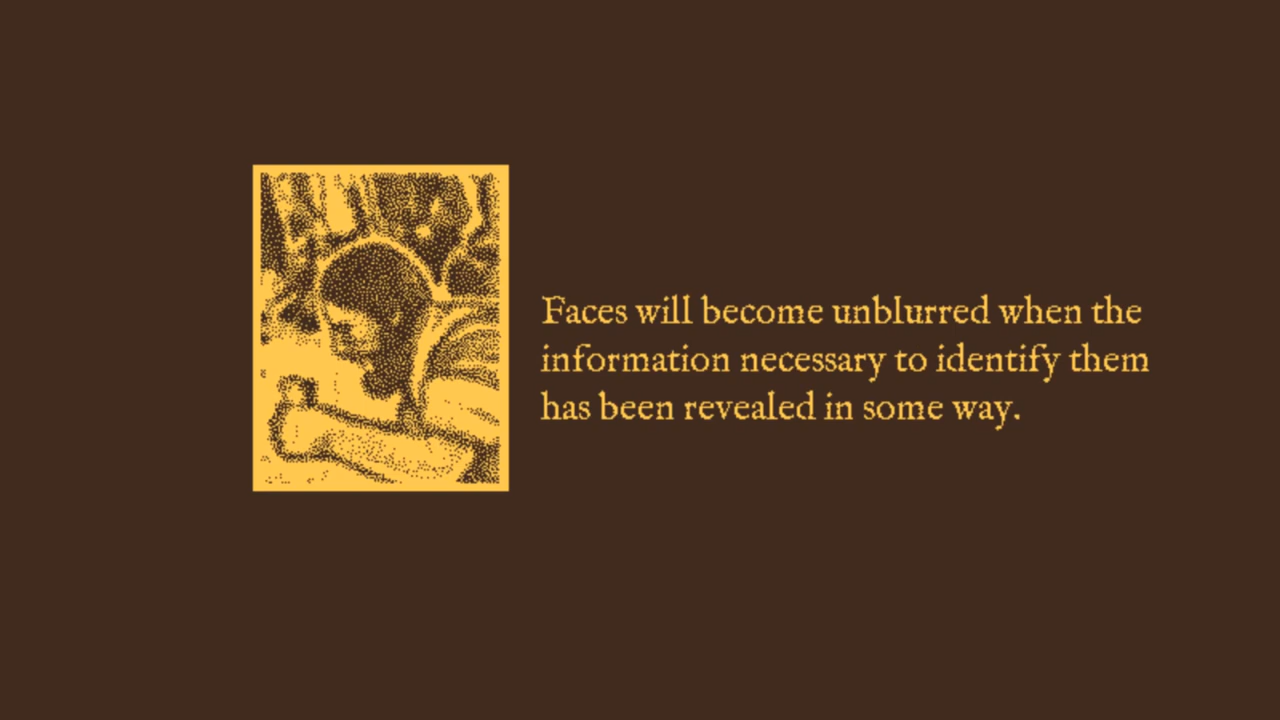 Faces will become unblurred when the
information necessary to identify them
has been revealed in some way.